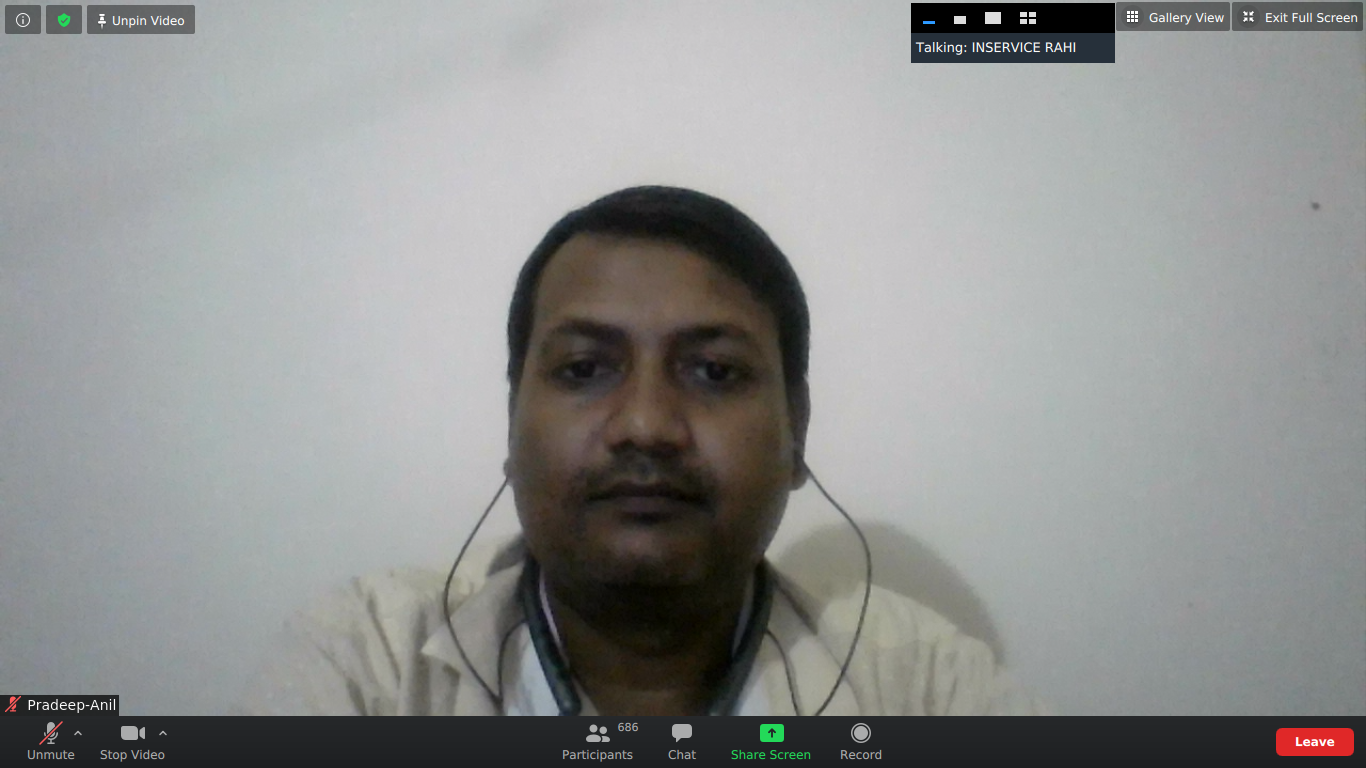 Unpin Video
Talking: INSERVICE RAHI
Gallery View
Exit Full Screen
Pradeep-Anil
Unmute
Stop Video
686
Participants
Chat
Share Screen
Record
Leave